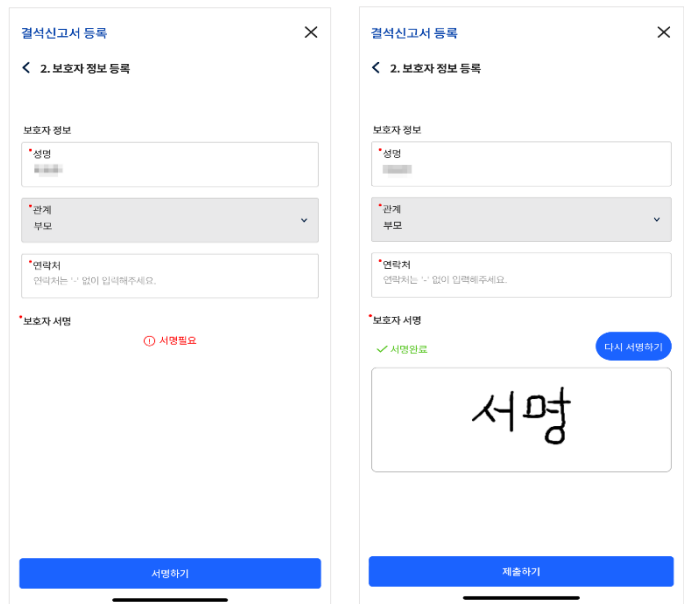 결석신고서 등록
2. 보호자 정보 등록
보호자 정보
*성명
*관계
부모
*연락처
연락처는 '-' 없이 입력해주세요.
*보호자 서명
서명필요
서명하기
결석신고서 등록
2. 보호자 정보 등록
보호자 정보
*성명
*관계
부모
*연락처
연락처는 '-' 없이 입력해주세요.
*보호자 서명
서명완료
다시 서명하기
서명
제출하기